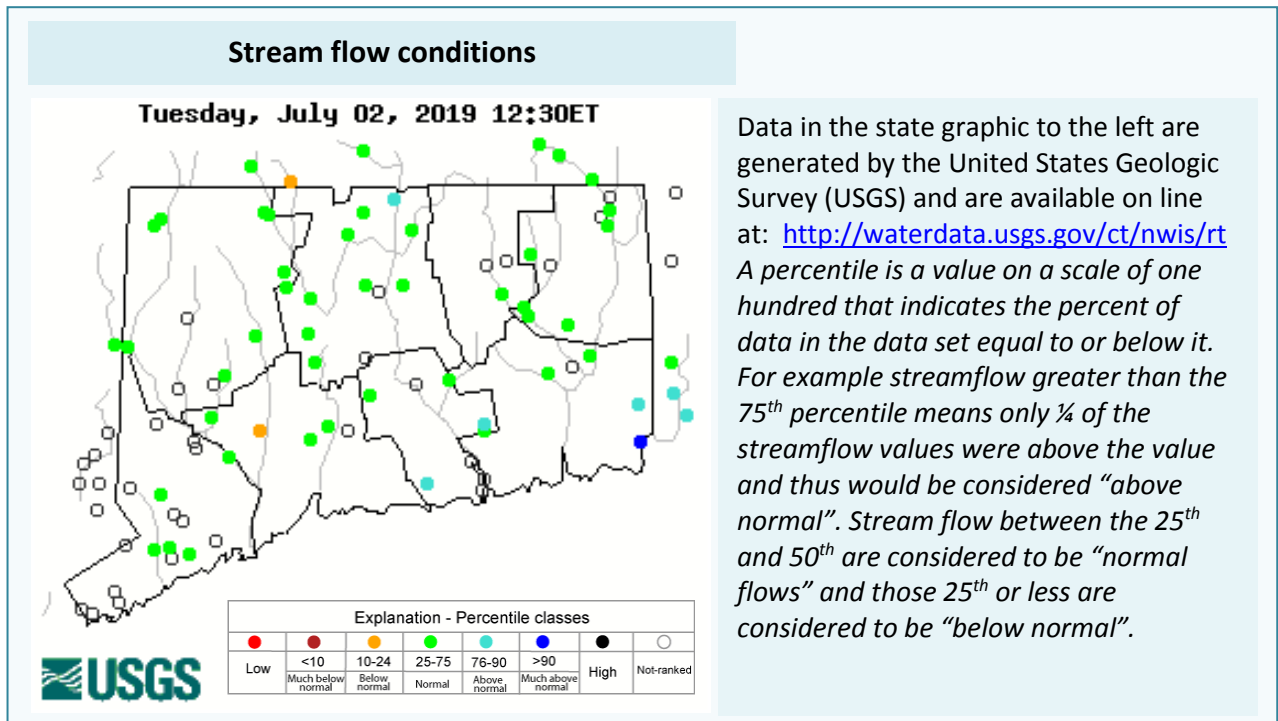 Stream flow conditions
Tuesday, July 02, 2019 12:30ET
Data in the state graphic to the left are
generated by the United States Geologic
Survey (USGS) and are available on line
at: http://waterdata.usgs.gov/ct/nwis/rt
A percentile is a value on a scale of one
hundred that indicates the percent of
data in the data set equal to or below it.
For example streamflow greater than the
75th percentile means only ¼ of the
streamflow values were above the value
and thus would be considered “above
normal”. Stream flow between the 25th
and 50th are considered to be “normal
flows” and those 25th or less are
considered to be “below normal”.
Explanation - Percentile classes
Low <10 10-24 25-75 76-90 >90 High Not-ranked
Much below normal Below normal Normal Above normal Much above normal
USGS